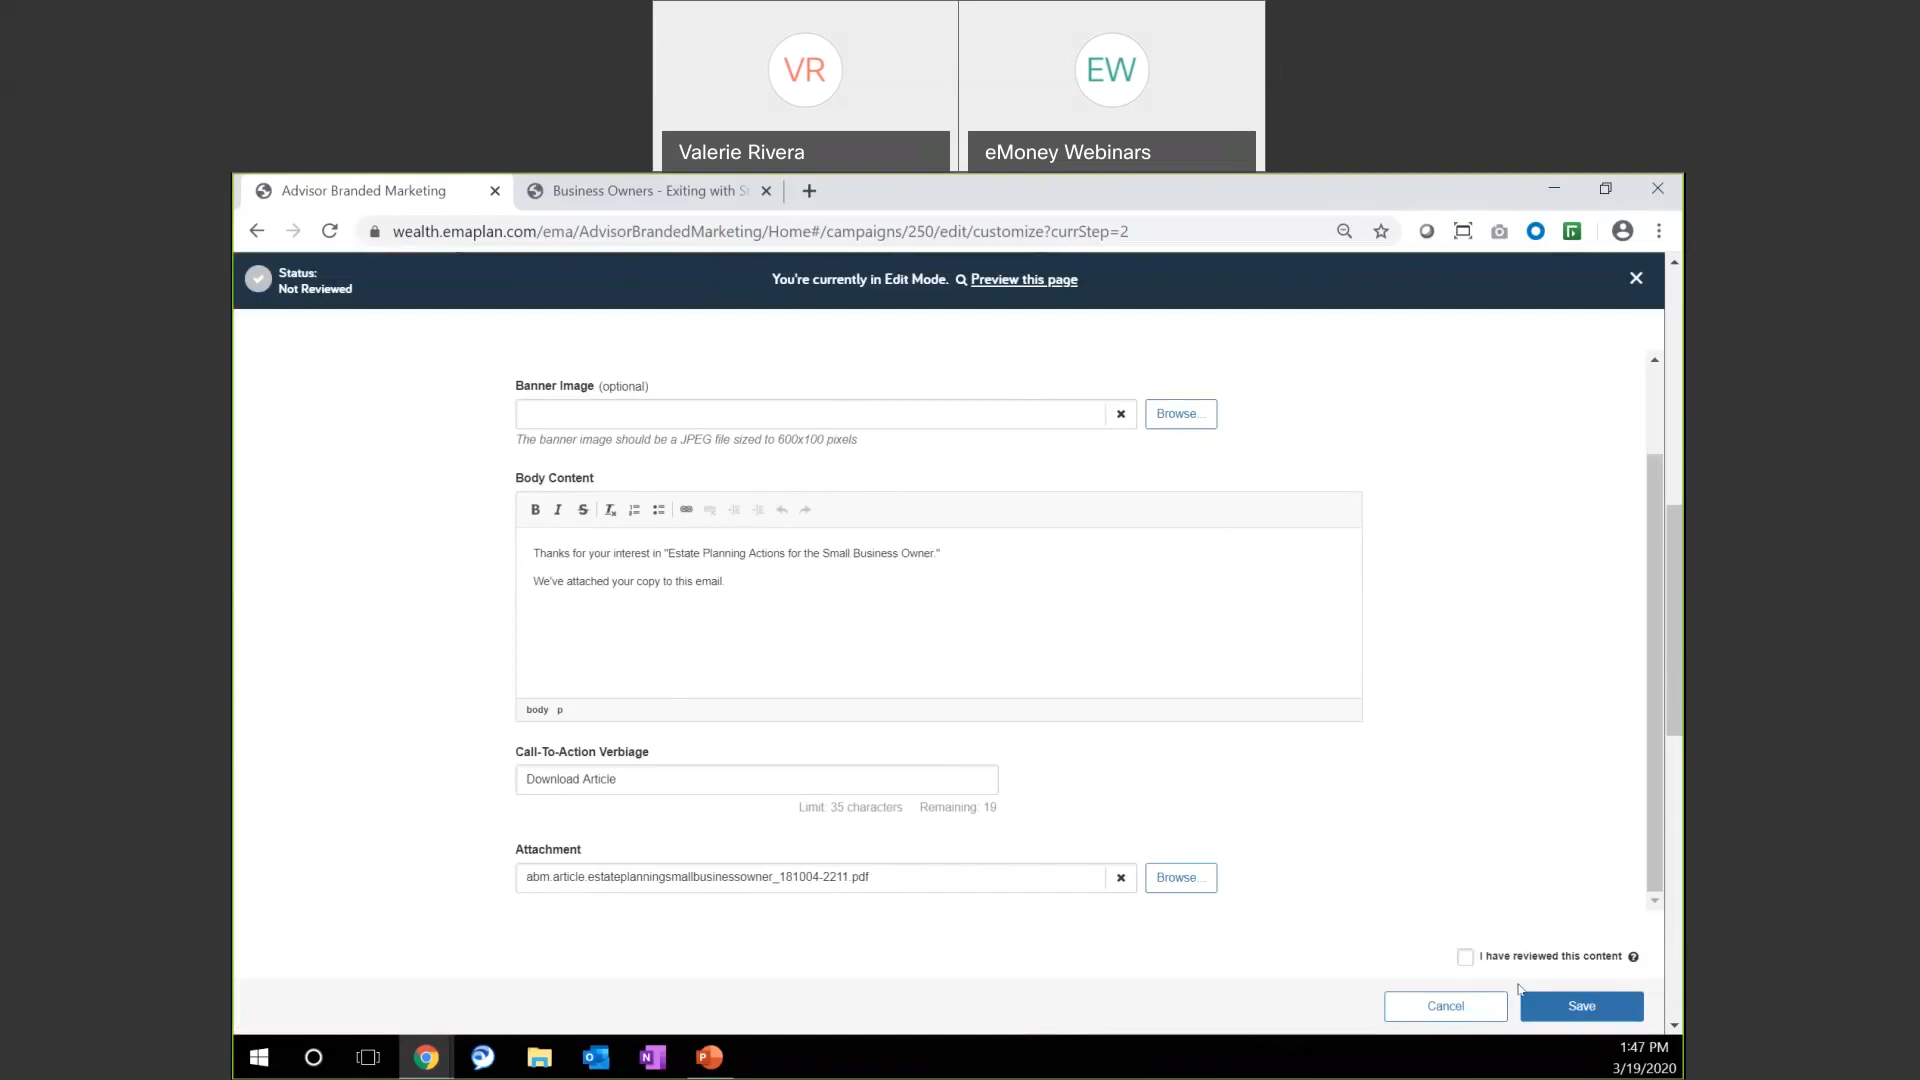 VR
EW
Valerie Rivera
eMoney Webinars
Advisor Branded Marketing
Business Owners - Exiting with St
wealth.emaplan.com/ema/AdvisorBrandedMarketing/Home#/campaigns/250/edit/customize?currStep=2
Status:
Not Reviewed
You're currently in Edit Mode. Preview this page
Banner Image (optional)
Browse...
The banner image should be a JPEG file sized to 600x100 pixels
Body Content
B I S Tx
Thanks for your interest in "Estate Planning Actions for the Small Business Owner."
We've attached your copy to this email.
body p
Call-To-Action Verbiage
Download Article
Limit: 35 characters Remaining: 19
Attachment
abm.article.estateplanningsmallbusinessowner_181004-2211.pdf
Browse...
I have reviewed this content
Cancel
Save
1:47 PM
3/19/2020